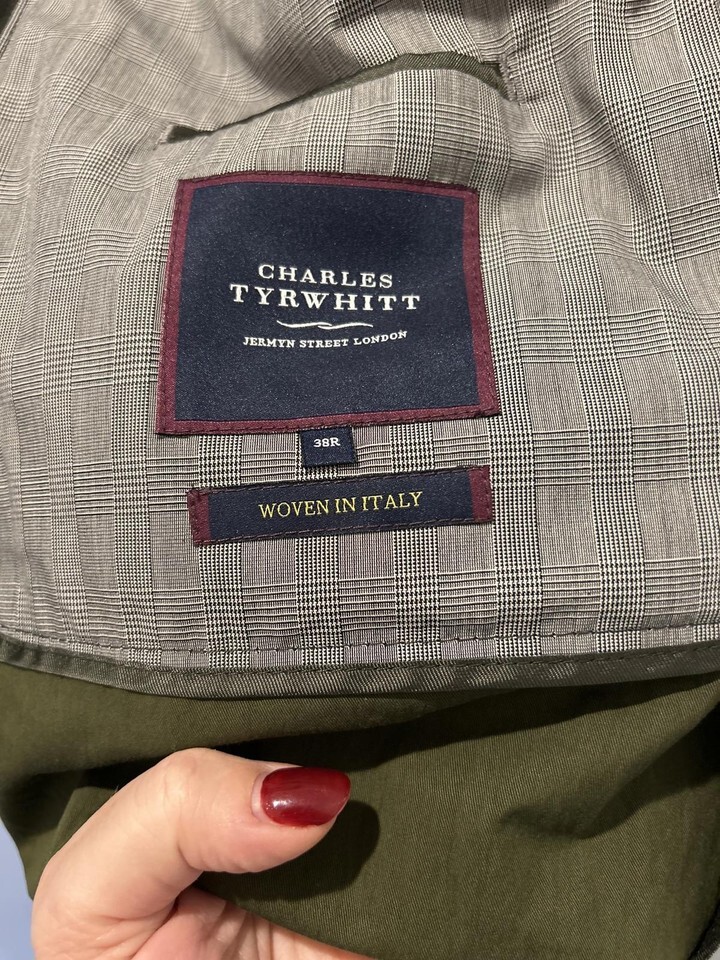 CHARLES
TYRWHITT
JERMYN STREET LONDON
38R
WOVEN IN ITALY